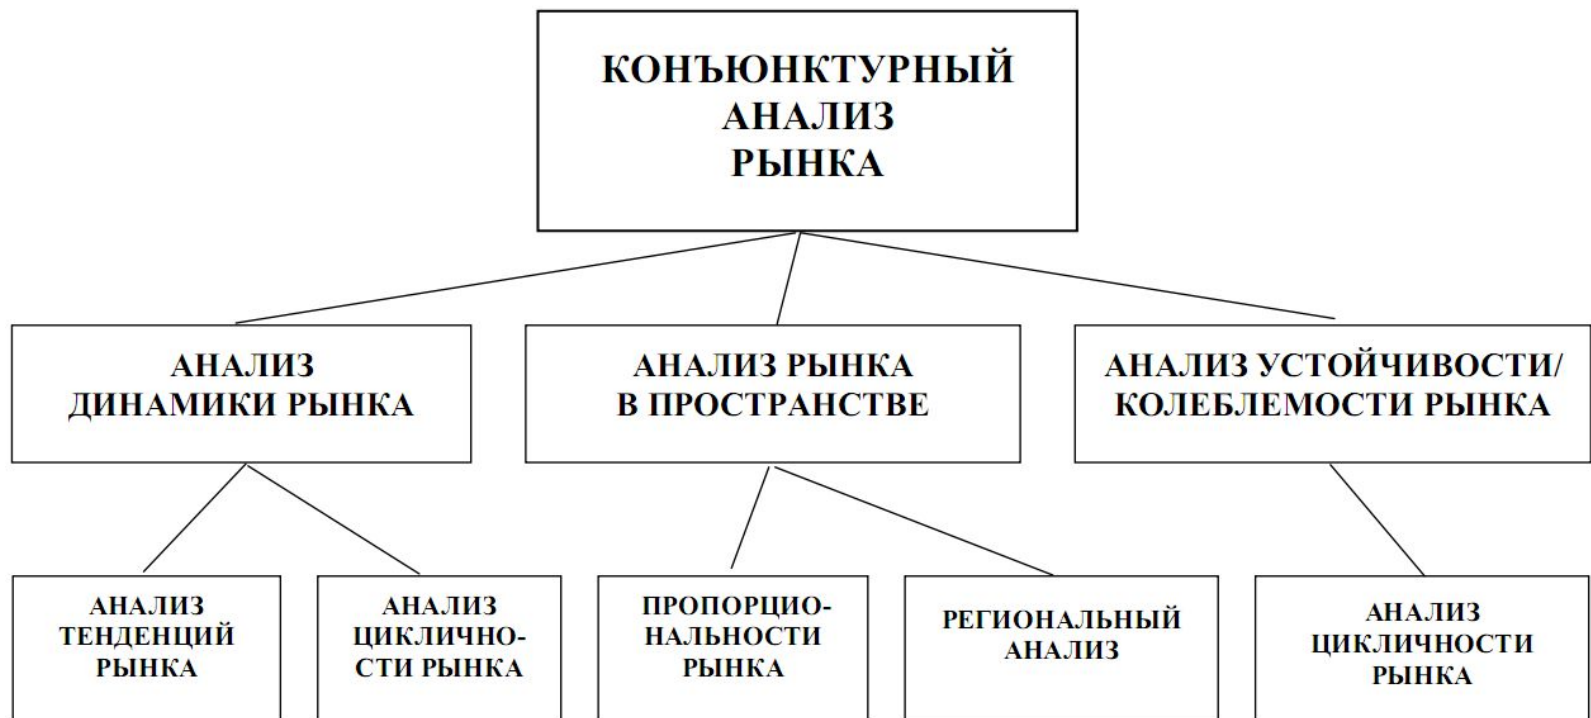 КОНЪЮНКТУРНЫЙ
АНАЛИЗ
РЫНКА
АНАЛИЗ
ДИНАМИКИ РЫНКА
АНАЛИЗ РЫНКА
В ПРОСТРАНСТВЕ
АНАЛИЗ УСТОЙЧИВОСТИ/
КОЛЕБЛЕМОСТИ РЫНКА
АНАЛИЗ
ТЕНДЕНЦИЙ
РЫНКА
АНАЛИЗ
ЦИКЛИЧНО-
СТИ РЫНКА
ПРОПОРЦИО-
НАЛЬНОСТИ
РЫНКА
РЕГИОНАЛЬНЫЙ
АНАЛИЗ
АНАЛИЗ
ЦИКЛИЧНОСТИ
РЫНКА